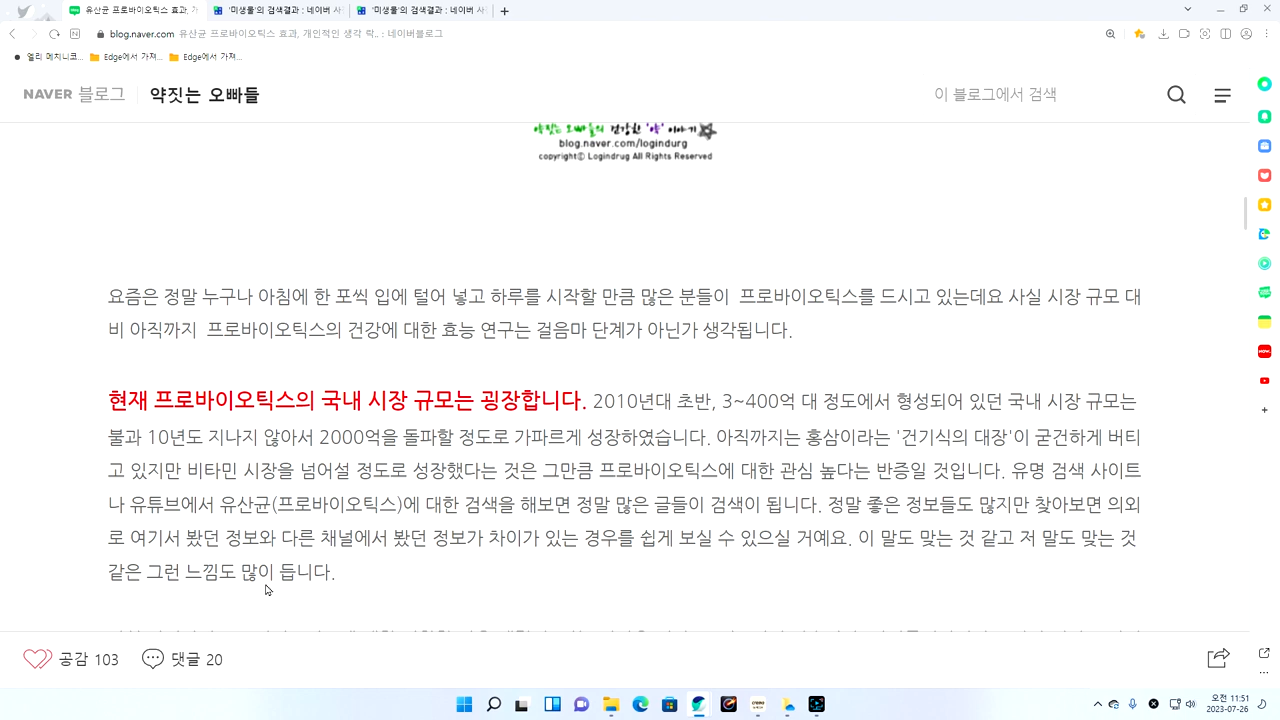 유산균 프로바이오틱스 효과, 개
'미생물'의 검색결과 : 네이버 사
'미생물'의 검색결과 : 네이버 사
blog.naver.com 유산균 프로바이오틱스 효과, 개인적인 생각 락.. : 네이버블로그
엘리 메치니코... Edge에서 가져... Edge에서 가져...
NAVER 블로그 약짓는 오빠들 이 블로그에서 검색
약짓는 오빠들의 건강한 '약' 이야기
blog.naver.com/logindurg
copyright© Logindrug All Rights Reserved
요즘은 정말 누구나 아침에 한 포씩 입에 털어 넣고 하루를 시작할 만큼 많은 분들이 프로바이오틱스를 드시고 있는데요 사실 시장 규모 대
비 아직까지 프로바이오틱스의 건강에 대한 효능 연구는 걸음마 단계가 아닌가 생각됩니다.
현재 프로바이오틱스의 국내 시장 규모는 굉장합니다. 2010년대 초반, 3~400억 대 정도에서 형성되어 있던 국내 시장 규모는
불과 10년도 지나지 않아서 2000억을 돌파할 정도로 가파르게 성장하였습니다. 아직까지는 홍삼이라는 '건기식의 대장'이 굳건하게 버티
고 있지만 비타민 시장을 넘어설 정도로 성장했다는 것은 그만큼 프로바이오틱스에 대한 관심 높다는 반증일 것입니다. 유명 검색 사이트
나 유튜브에서 유산균(프로바이오틱스)에 대한 검색을 해보면 정말 많은 글들이 검색이 됩니다. 정말 좋은 정보들도 많지만 찾아보면 의외
로 여기서 봤던 정보와 다른 채널에서 봤던 정보가 차이가 있는 경우를 쉽게 보실 수 있으실 거예요. 이 말도 맞는 것 같고 저 말도 맞는 것
같은 그런 느낌도 많이 듭니다.
공감 103 댓글 20
오전 11:51
2023-07-26